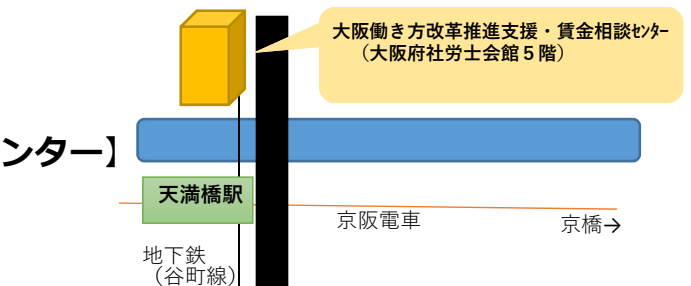 大阪働き方改革推進支援・賃金相談ｾﾝﾀｰ
（大阪府社労士会館５階）
ンター】
天満橋駅
京阪電車
京橋→
地下鉄
（谷町線）